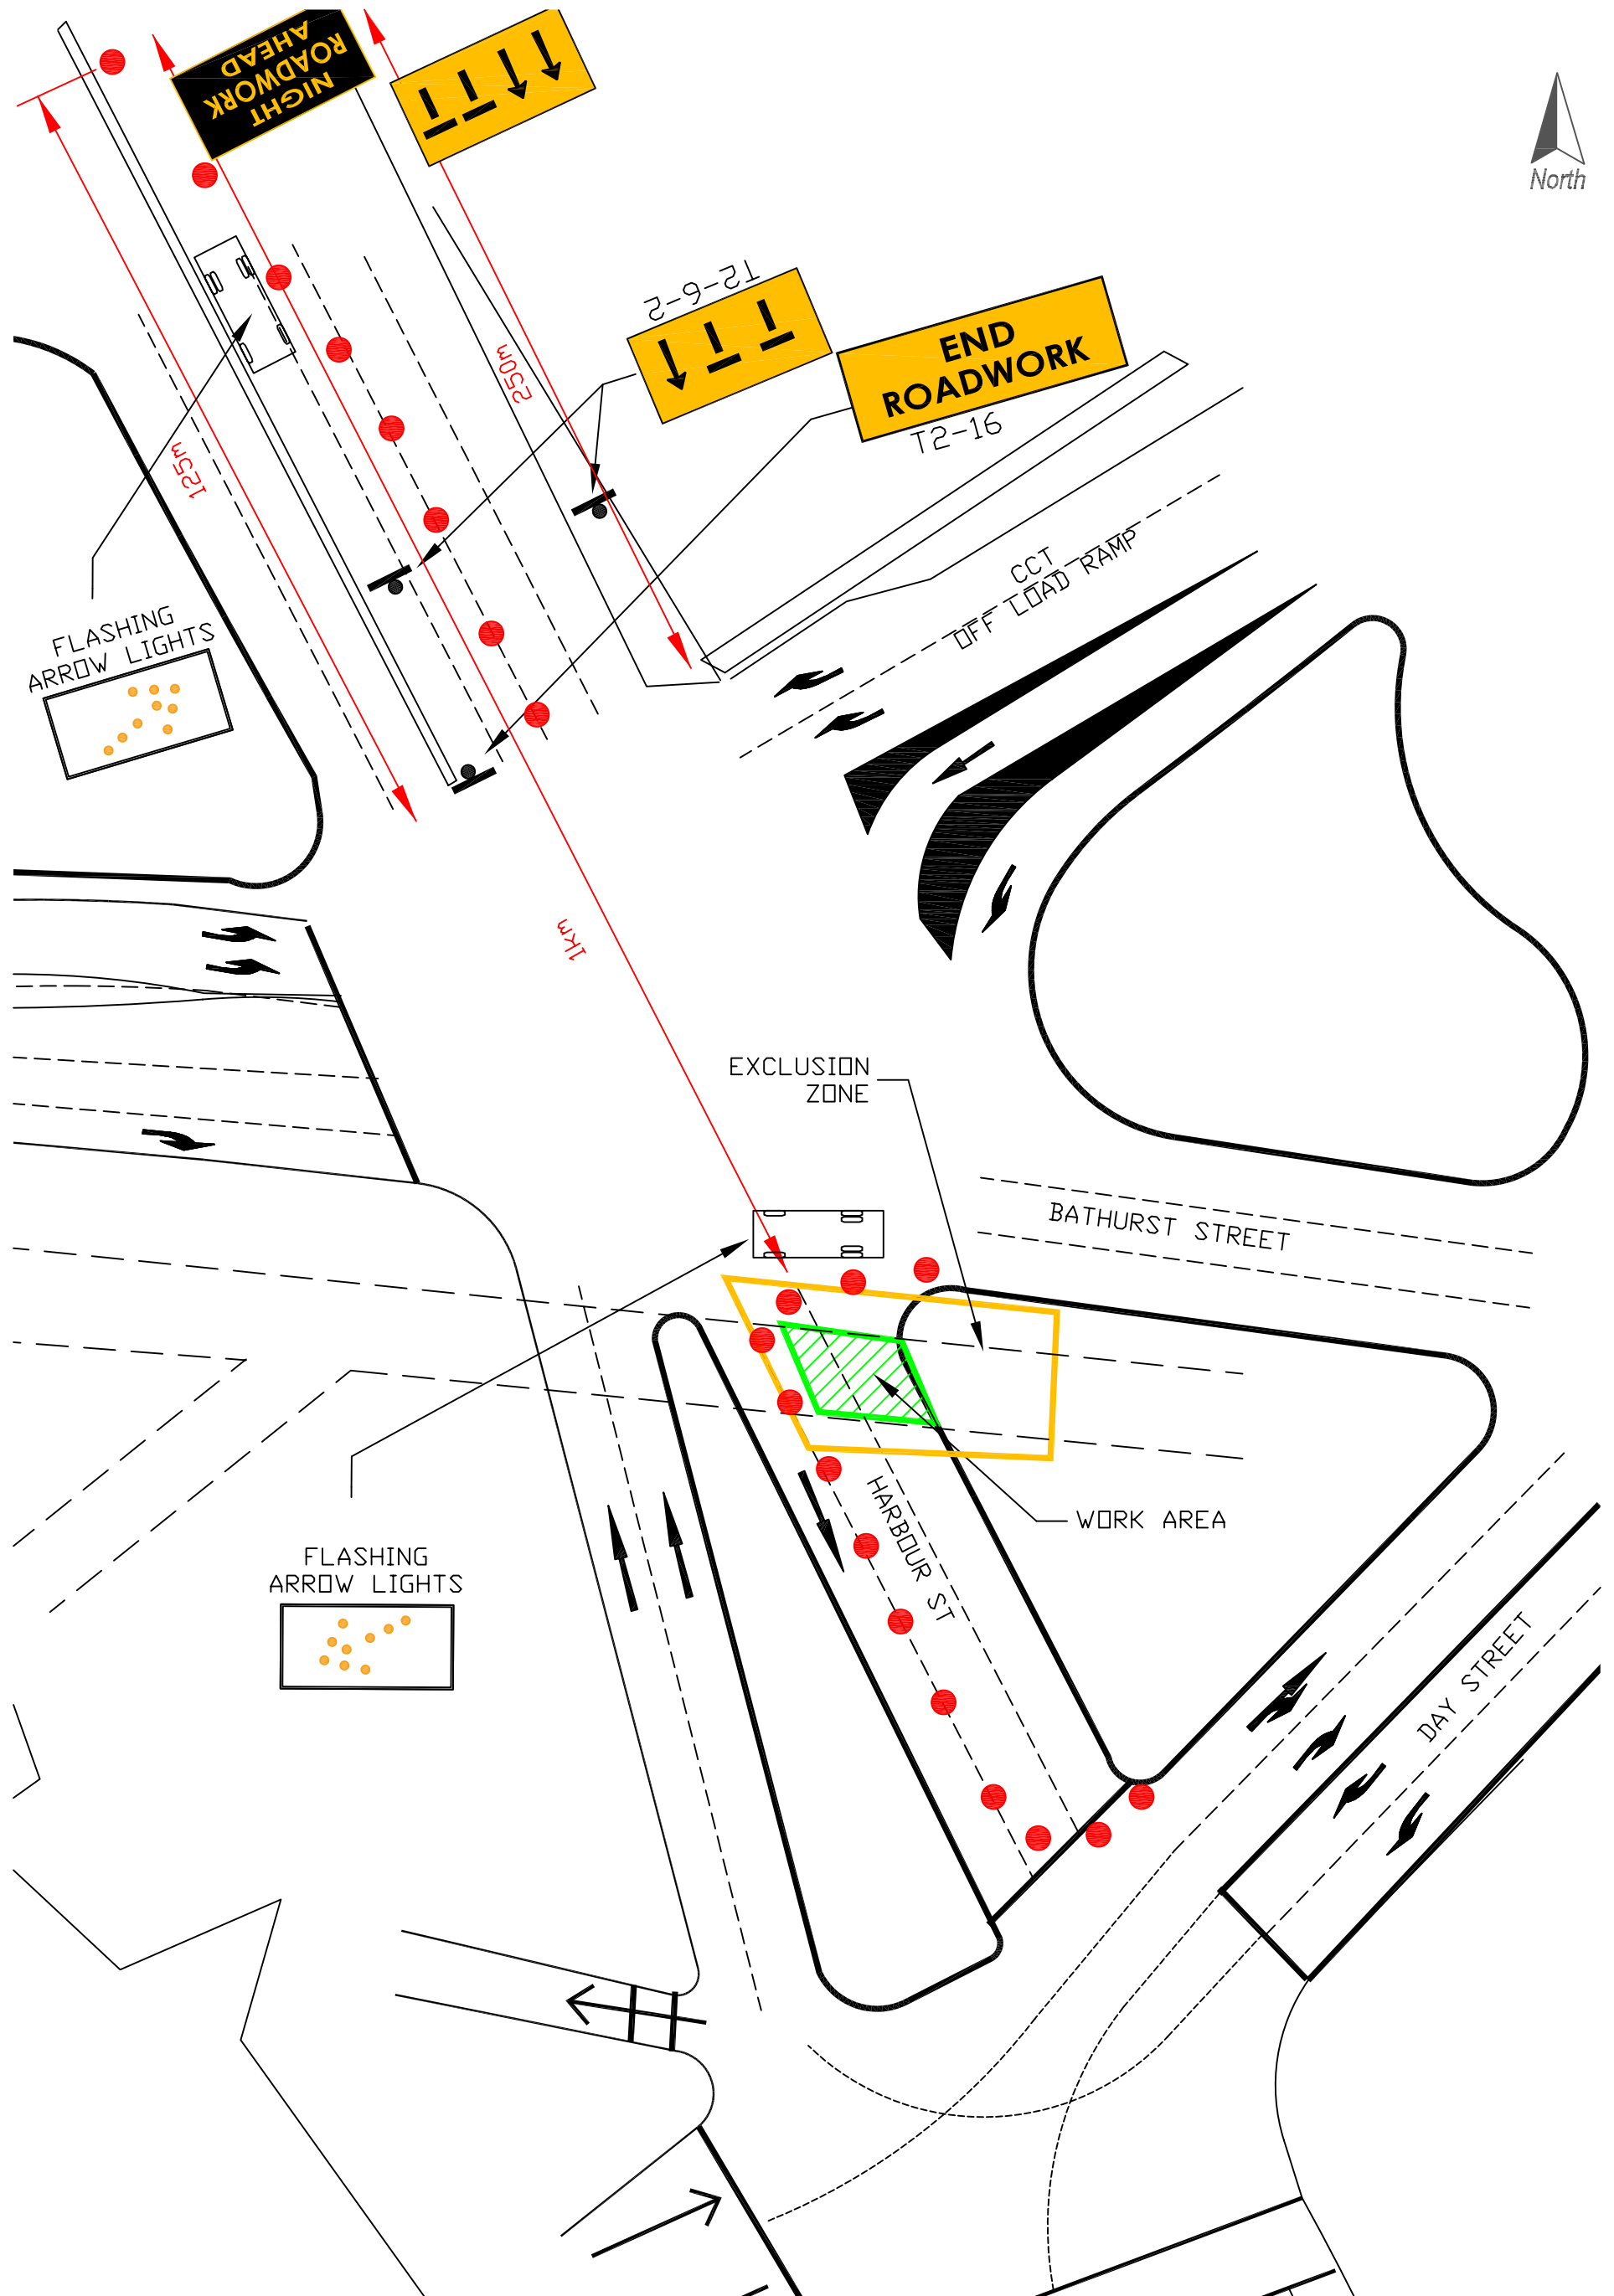 NIGHT
ROADWORK
AHEAD
North
T2-6-2
END
ROADWORK
T2-16
250m
125m
CCT
OFF LOAD RAMP
FLASHING
ARROW LIGHTS
1km
EXCLUSION
ZONE
BATHURST STREET
HARBOUR ST
WORK AREA
FLASHING
ARROW LIGHTS
DAY STREET